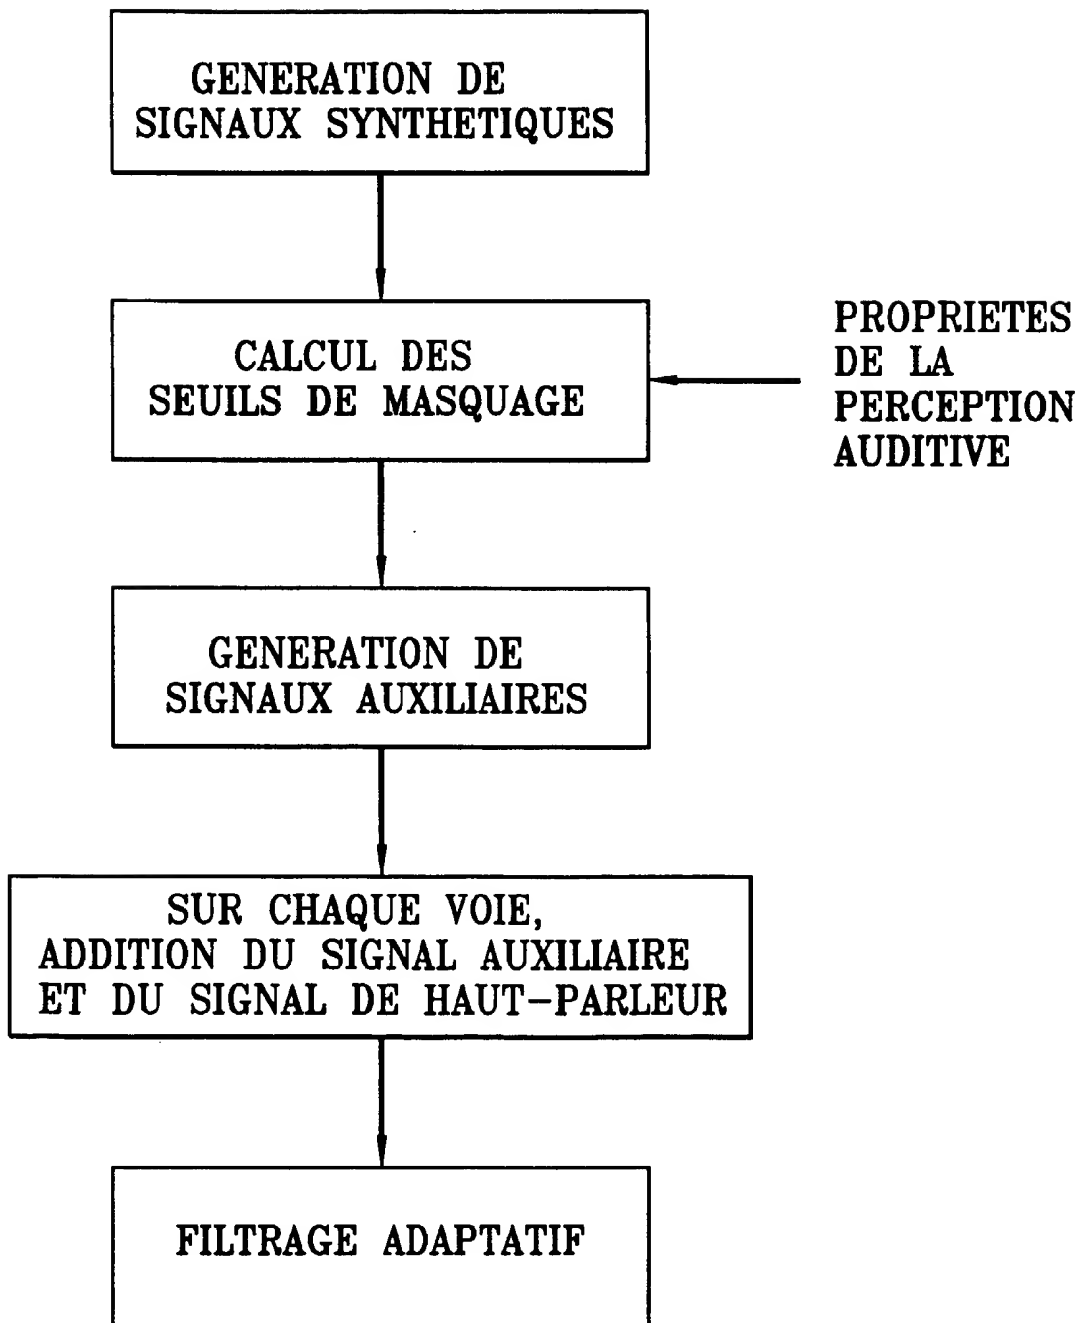 GENERATION DE
SIGNAUX SYNTHETIQUES
CALCUL DES
SEUILS DE MASQUAGE
PROPRIETES
DE LA
PERCEPTION
AUDITIVE
GENERATION DE
SIGNAUX AUXILIAIRES
SUR CHAQUE VOIE,
ADDITION DU SIGNAL AUXILIAIRE
ET DU SIGNAL DE HAUT-PARLEUR
FILTRAGE ADAPTATIF